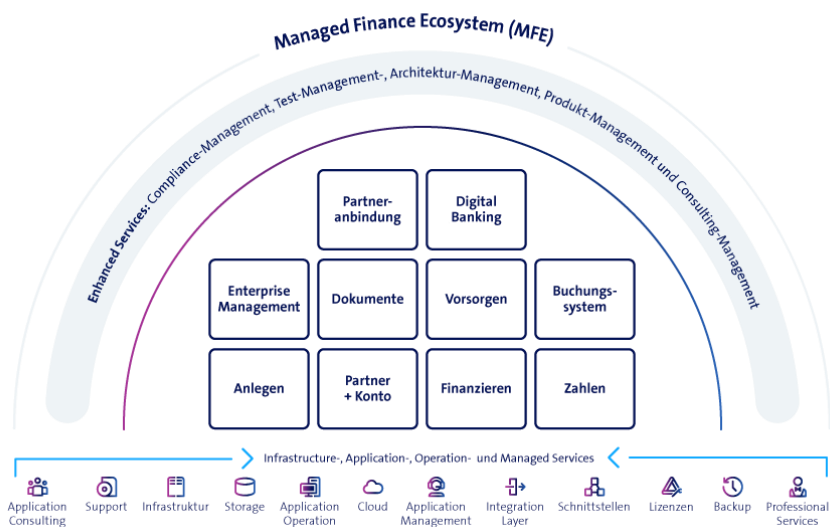 Managed Finance Ecosystem (MFE)
Enhanced Services: Compliance-Management, Test-Management-, Architektur-Management, Produkt-Management und Consulting-Management
Partner-
anbindung
Digital
Banking
Enterprise
Management
Dokumente
Vorsorgen
Buchungs-
system
Anlegen
Partner
+ Konto
Finanzieren
Zahlen
Infrastructure-, Application-, Operation- und Managed Services
Application
Consulting
Support
Infrastruktur
Storage
Application
Operation
Cloud
Application
Management
Integration
Layer
Schnittstellen
Lizenzen
Backup
Professional
Services